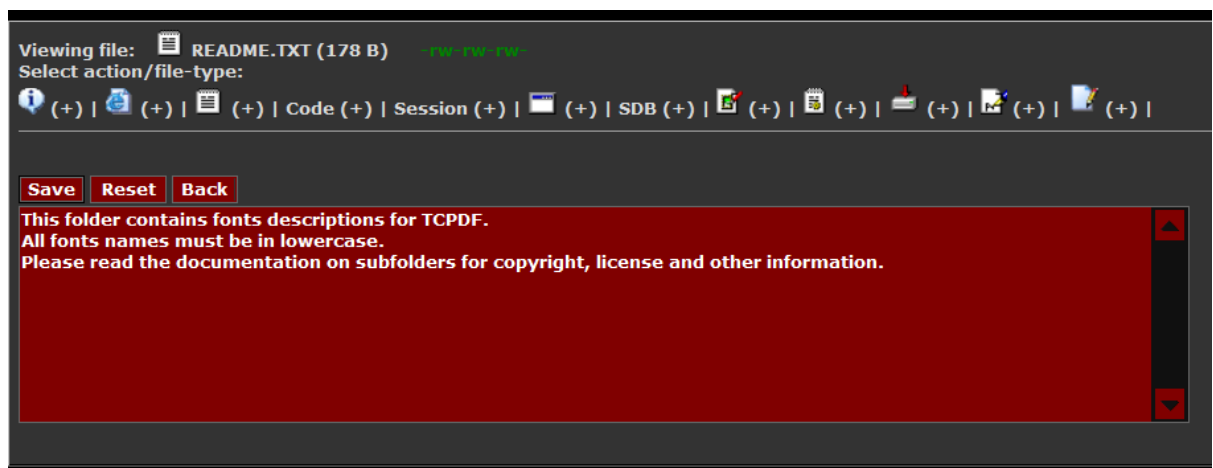 Viewing file: README.TXT (178 B) -rw-rw-rw-
Select action/file-type:
(+) | (+) | (+) | Code (+) | Session (+) | (+) | SDB (+) | (+) | (+) | (+) | (+) | (+) |
Save Reset Back
This folder contains fonts descriptions for TCPDF.
All fonts names must be in lowercase.
Please read the documentation on subfolders for copyright, license and other information.